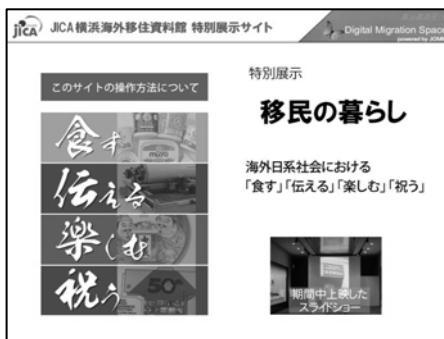 jica
JICA横浜海外移住資料館 特別展示サイト
Digital Migration Space
powered by JOMM
このサイトの操作方法について
食す
伝える
楽しむ
祝う
特別展示
移民の暮らし
海外日系社会における
「食す」「伝える」「楽しむ」「祝う」
期間中上映した
スライドショー